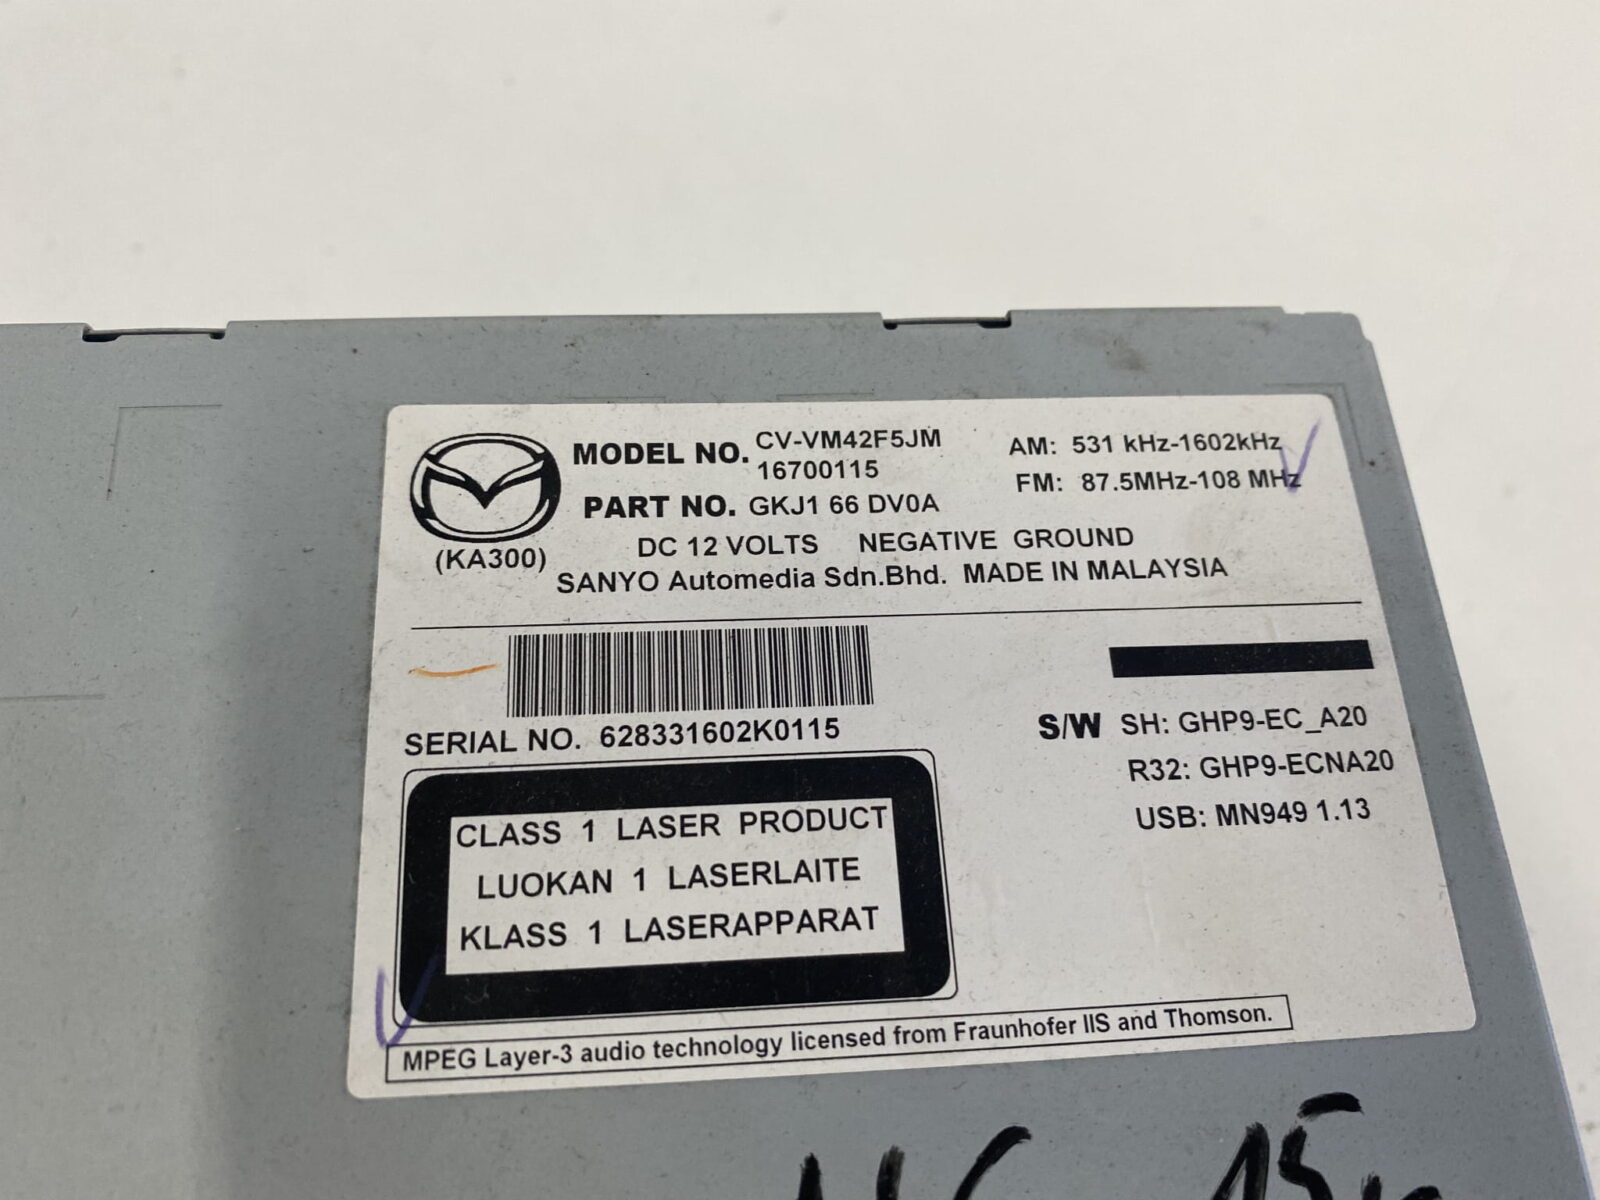 MODEL NO. CV-VM42F5JM
16700115
AM: 531 kHz-1602kHz
FM: 87.5MHz-108 MHz
PART NO. GKJ1 66 DV0A
(KA300)
DC 12 VOLTS NEGATIVE GROUND
SANYO Automedia Sdn.Bhd. MADE IN MALAYSIA
SERIAL NO. 628331602K0115
S/W SH: GHP9-EC_A20
R32: GHP9-ECNA20
USB: MN949 1.13
CLASS 1 LASER PRODUCT
LUOKAN 1 LASERLAITE
KLASS 1 LASERAPPARAT
MPEG Layer-3 audio technology licensed from Fraunhofer IIS and Thomson.